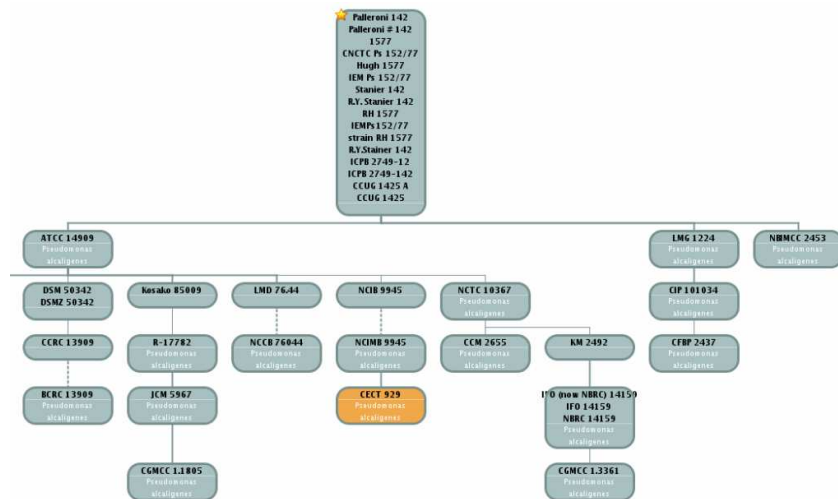 Palleroni 142
Palleroni # 142
1577
CNCTC Ps 152/77
Hugh 1577
IEM Ps 152/77
Stanier 142
R.Y. Stanier 142
RH 1577
IEMPs152/77
strain RH 1577
R.Y.Stainer 142
ICPB 2749-12
ICPB 2749-142
CCUG 1425 A
CCUG 1425
ATCC 14909
Pseudomonas
alcaligenes
LMG 1224
Pseudomonas
alcaligenes
NBIMCC 2453
Pseudomonas
alcaligenes
DSM 50342
DSMZ 50342
Kosako 85009
LMD 76.44
NCIB 9945
NCTC 10367
Pseudomonas
alcaligenes
CIP 101034
Pseudomonas
alcaligenes
CCRC 13909
R-17782
Pseudomonas
alcaligenes
NCCB 76044
Pseudomonas
alcaligenes
NCIMB 9945
Pseudomonas
alcaligenes
CCM 2655
Pseudomonas
alcaligenes
KM 2492
CFBP 2437
Pseudomonas
alcaligenes
BCRC 13909
Pseudomonas
alcaligenes
JCM 5967
Pseudomonas
alcaligenes
CECT 929
Pseudomonas
alcaligenes
IFO (now NBRC) 14159
IFO 14159
NBRC 14159
Pseudomonas
alcaligenes
CGMCC 1.1805
Pseudomonas
alcaligenes
CGMCC 1.3361
Pseudomonas
alcaligenes